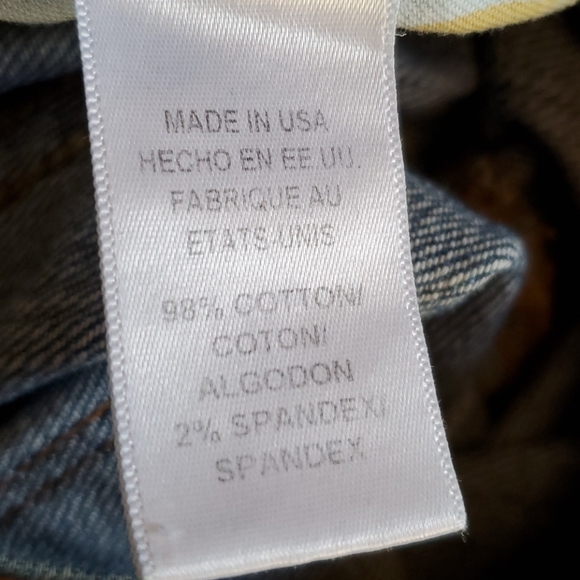 MADE IN USA
HECHO EN EE.UU.
FABRIQUE AU
ETATS-UNIS
98% COTTON/
COTON/
ALGODON
2% SPANDEX/
SPANDEX